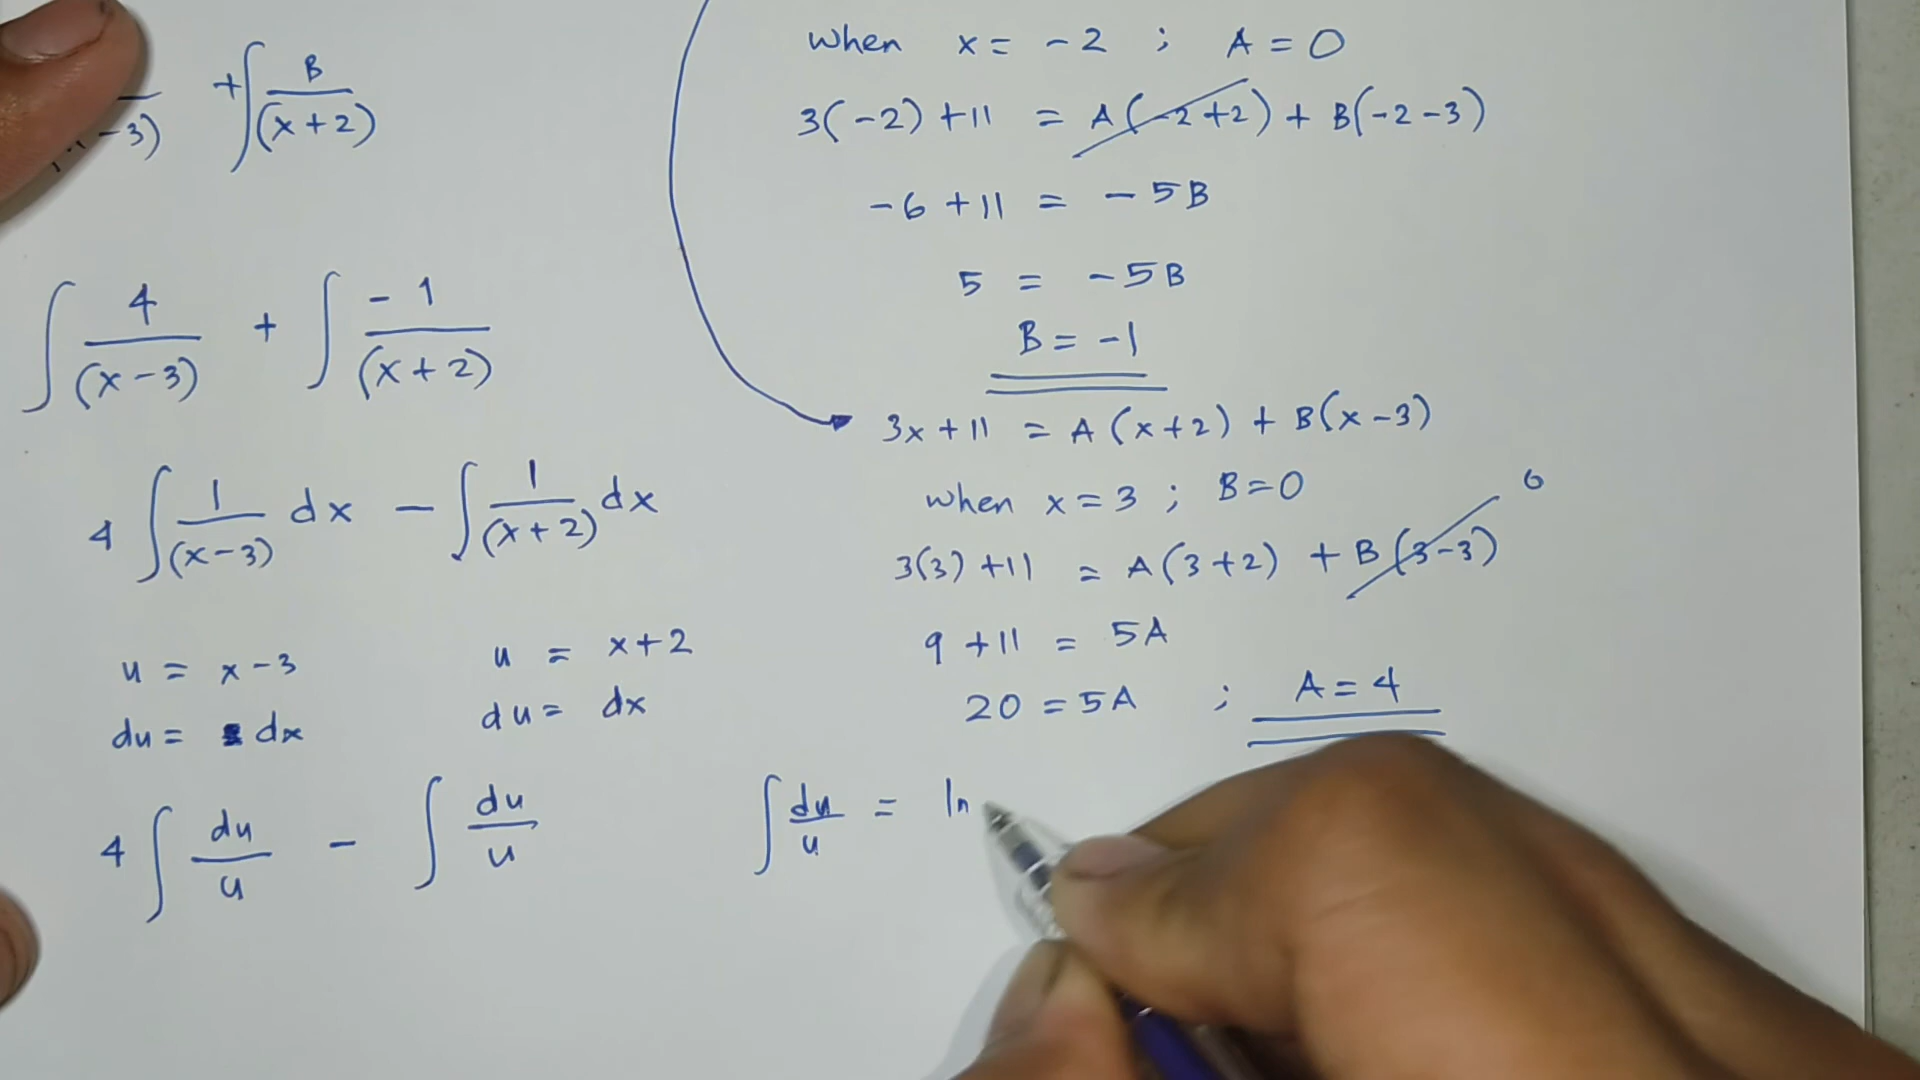 -3) + ∫ B/(x+2)
∫ 4/(x-3) + ∫ -1/(x+2)
4 ∫ 1/(x-3) dx - ∫ 1/(x+2) dx
u = x-3
du = dx
u = x+2
du = dx
4 ∫ du/u - ∫ du/u
when x = -2 ; A = 0
3(-2) + 11 = A(-2+2) + B(-2-3)
-6 + 11 = -5B
5 = -5B
B = -1
3x + 11 = A(x+2) + B(x-3)
when x = 3 ; B = 0
3(3) + 11 = A(3+2) + B(3-3) 0
9 + 11 = 5A
20 = 5A ; A = 4
∫ du/u = ln